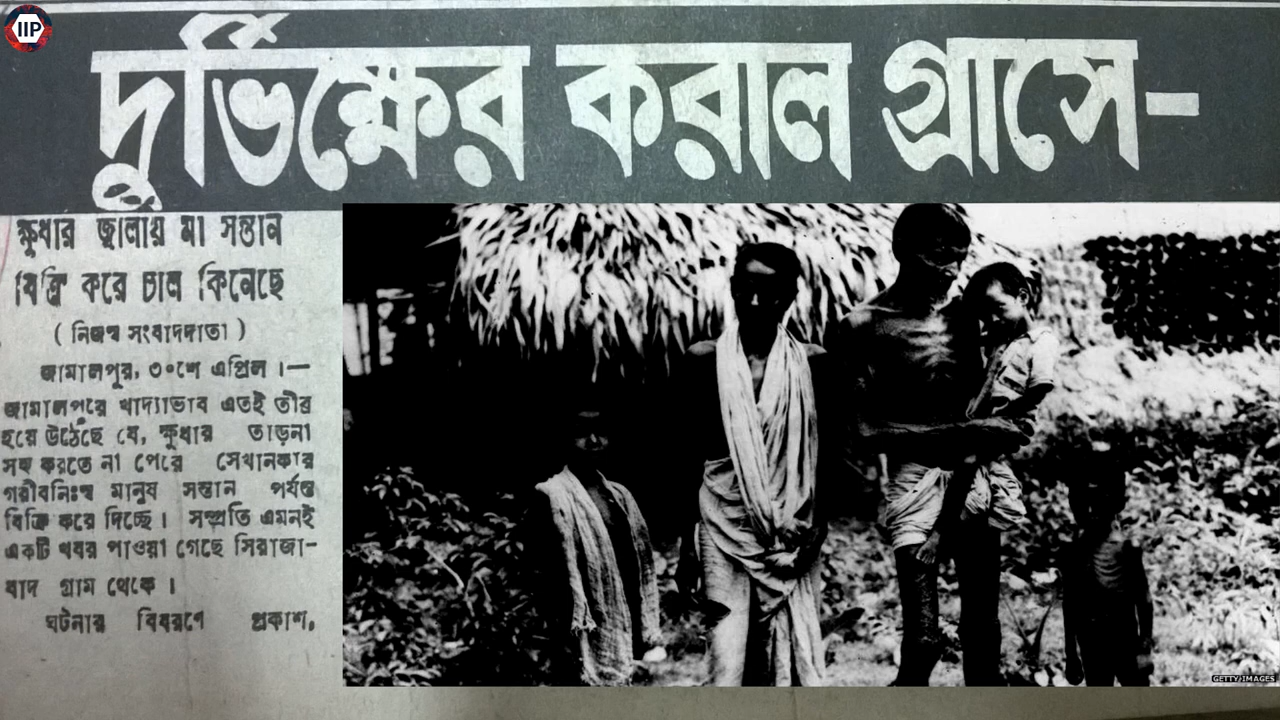 IIP
দুর্ভিক্ষের করাল গ্রাসে-
ক্ষুধার জ্বালায় মা সন্তান
বিক্রি করে চাল কিনেছে
( নিজস্ব সংবাদদাতা )
জামালপুর, ৩০শে এপ্রিল ।—
জামালপুরে খাদ্যাভাব এতই তীব্র
হয়ে উঠেছে যে, ক্ষুধার তাড়না
সহ্য করতে না পেরে সেখানকার
গরীবনিঃস্ব মানুষ সন্তান পর্যন্ত
বিক্রি করে দিচ্ছে । সম্প্রতি এমনই
একটি খবর পাওয়া গেছে সিরাজা-
বাদ গ্রাম থেকে ।
ঘটনার বিবরণে প্রকাশ,
GETTY IMAGES